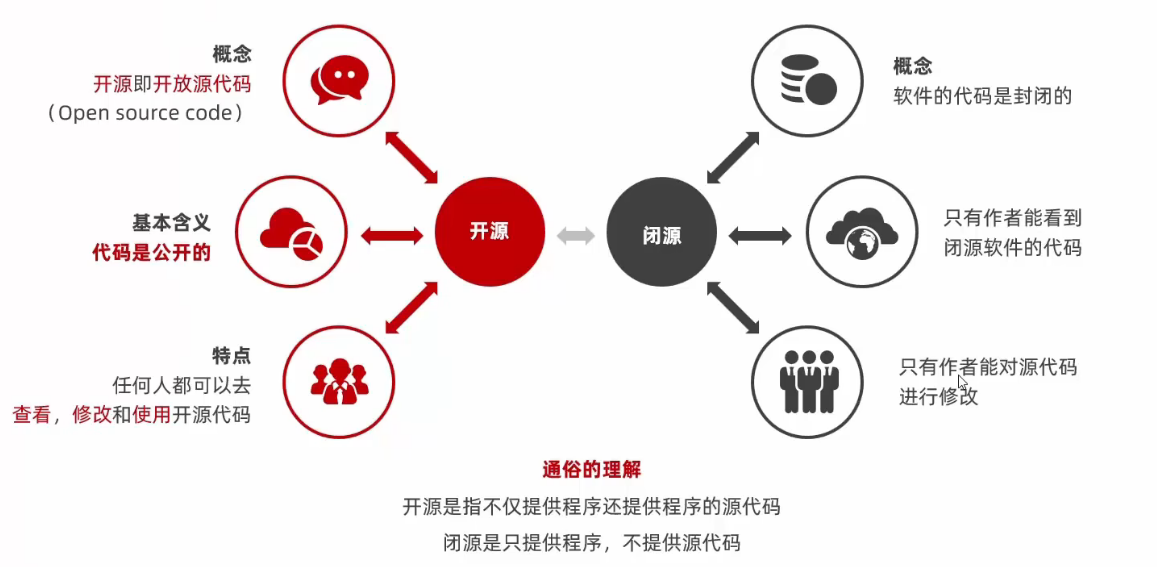 概念
开源即开放源代码
（Open source code）
基本含义
代码是公开的
特点
任何人都可以去
查看，修改和使用开源代码
开源
闭源
概念
软件的代码是封闭的
只有作者能看到
闭源软件的代码
只有作者能对源代码
进行修改
通俗的理解
开源是指不仅提供程序还提供程序的源代码
闭源是只提供程序，不提供源代码